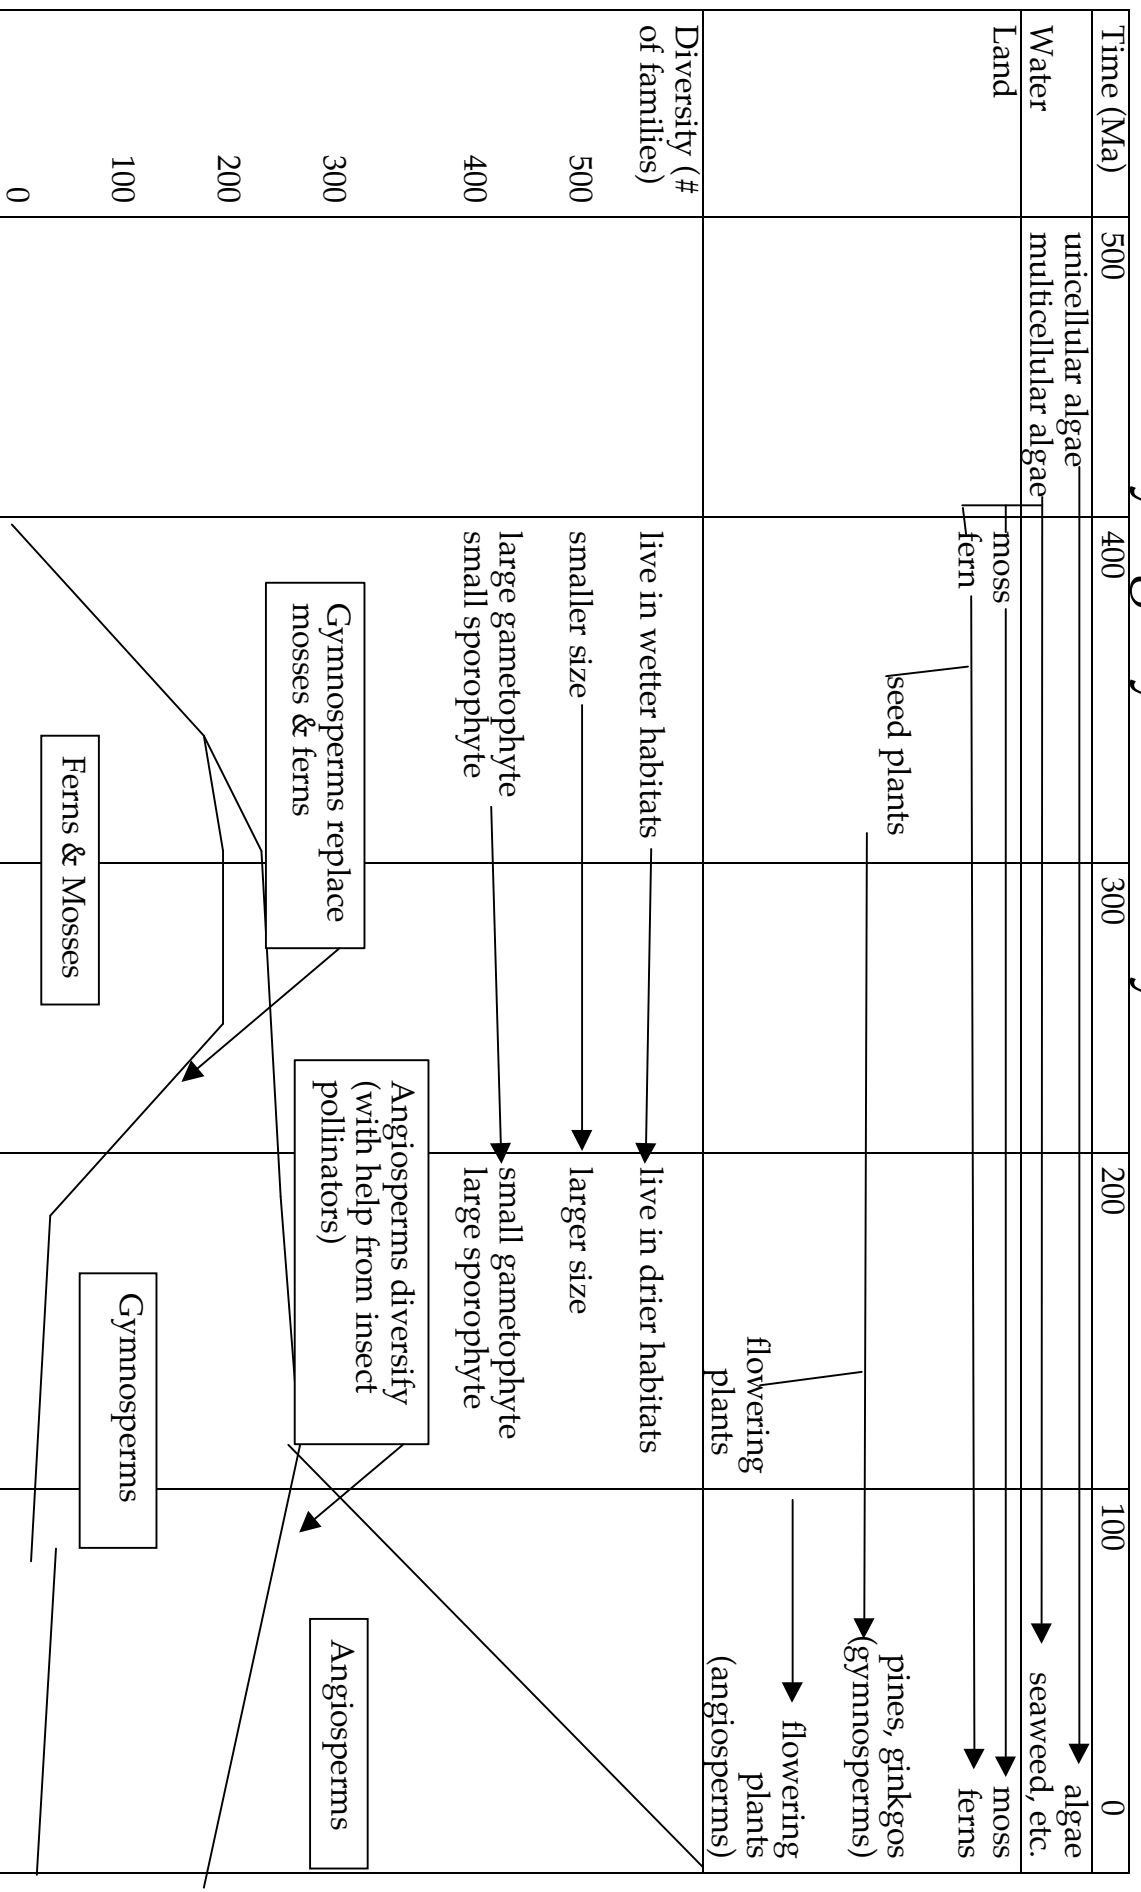 Time (Ma)
500
400
300
200
100
0
Water
unicellular algae
algae
multicellular algae
seaweed, etc.
Land
moss
moss
fern
ferns
seed plants
pines, ginkgos
(gymnosperms)
flowering
plants
flowering
plants
(angiosperms)
Diversity (#
of families)
500
400
300
200
100
0
live in wetter habitats
live in drier habitats
smaller size
larger size
large gametophyte
small sporophyte
small gametophyte
large sporophyte
Gymnosperms replace
mosses & ferns
Angiosperms diversify
(with help from insect
pollinators)
Angiosperms
Ferns & Mosses
Gymnosperms